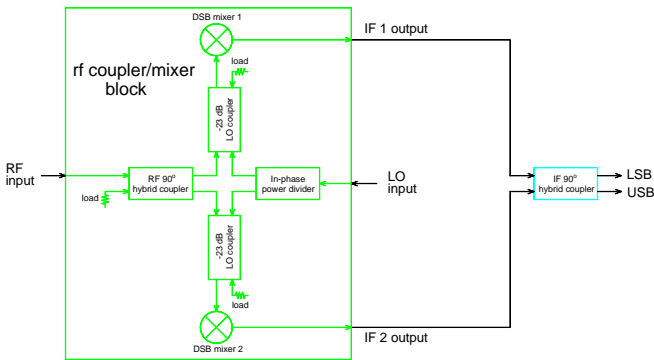 DSB mixer 1
IF 1 output
load
rf coupler/mixer
block
-23 dB
LO coupler
RF
input
RF 90°
hybrid coupler
In-phase
power divider
LO
input
load
IF 90°
hybrid coupler
LSB
USB
-23 dB
LO coupler
load
DSB mixer 2
IF 2 output